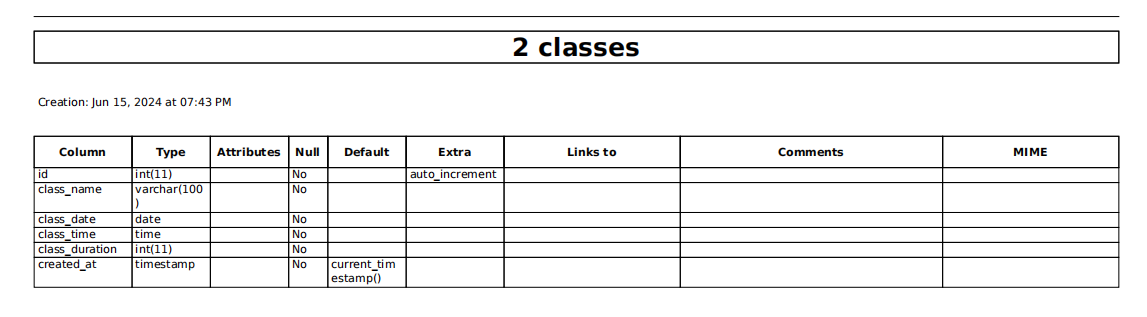 2 classes
Creation: Jun 15, 2024 at 07:43 PM
Column Type Attributes Null Default Extra Links to Comments MIME
id int(11) No auto_increment
class_name varchar(100
) No
class_date date No
class_time time No
class_duration int(11) No
created_at timestamp No current_tim
estamp()